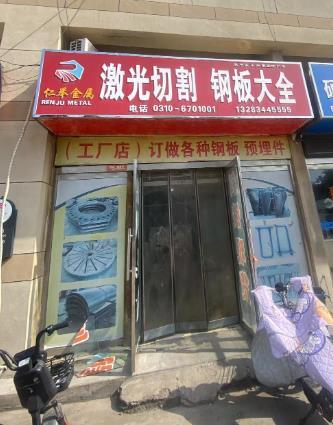 激光切割 钢板大全
仁举金属
RENJU METAL
电话 0310-6701001
13283445555
（工厂店）订做各种钢板 预埋件